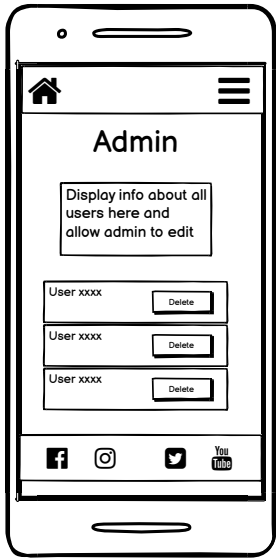 Admin
Display info about all
users here and
allow admin to edit
User xxxx
Delete
User xxxx
Delete
User xxxx
Delete
You
Tube